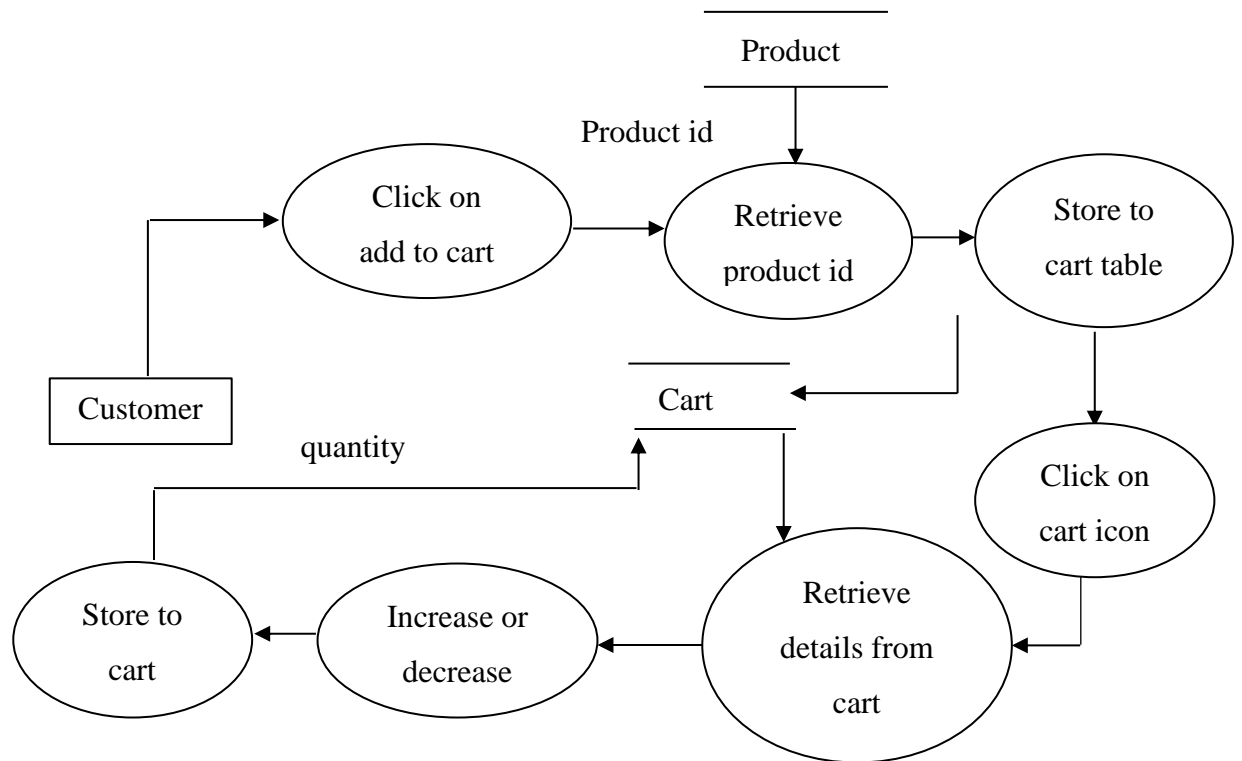 Product
Product id
Click on
add to cart
Retrieve
product id
Store to
cart table
Customer
Cart
quantity
Click on
cart icon
Store to
cart
Increase or
decrease
Retrieve
details from
cart